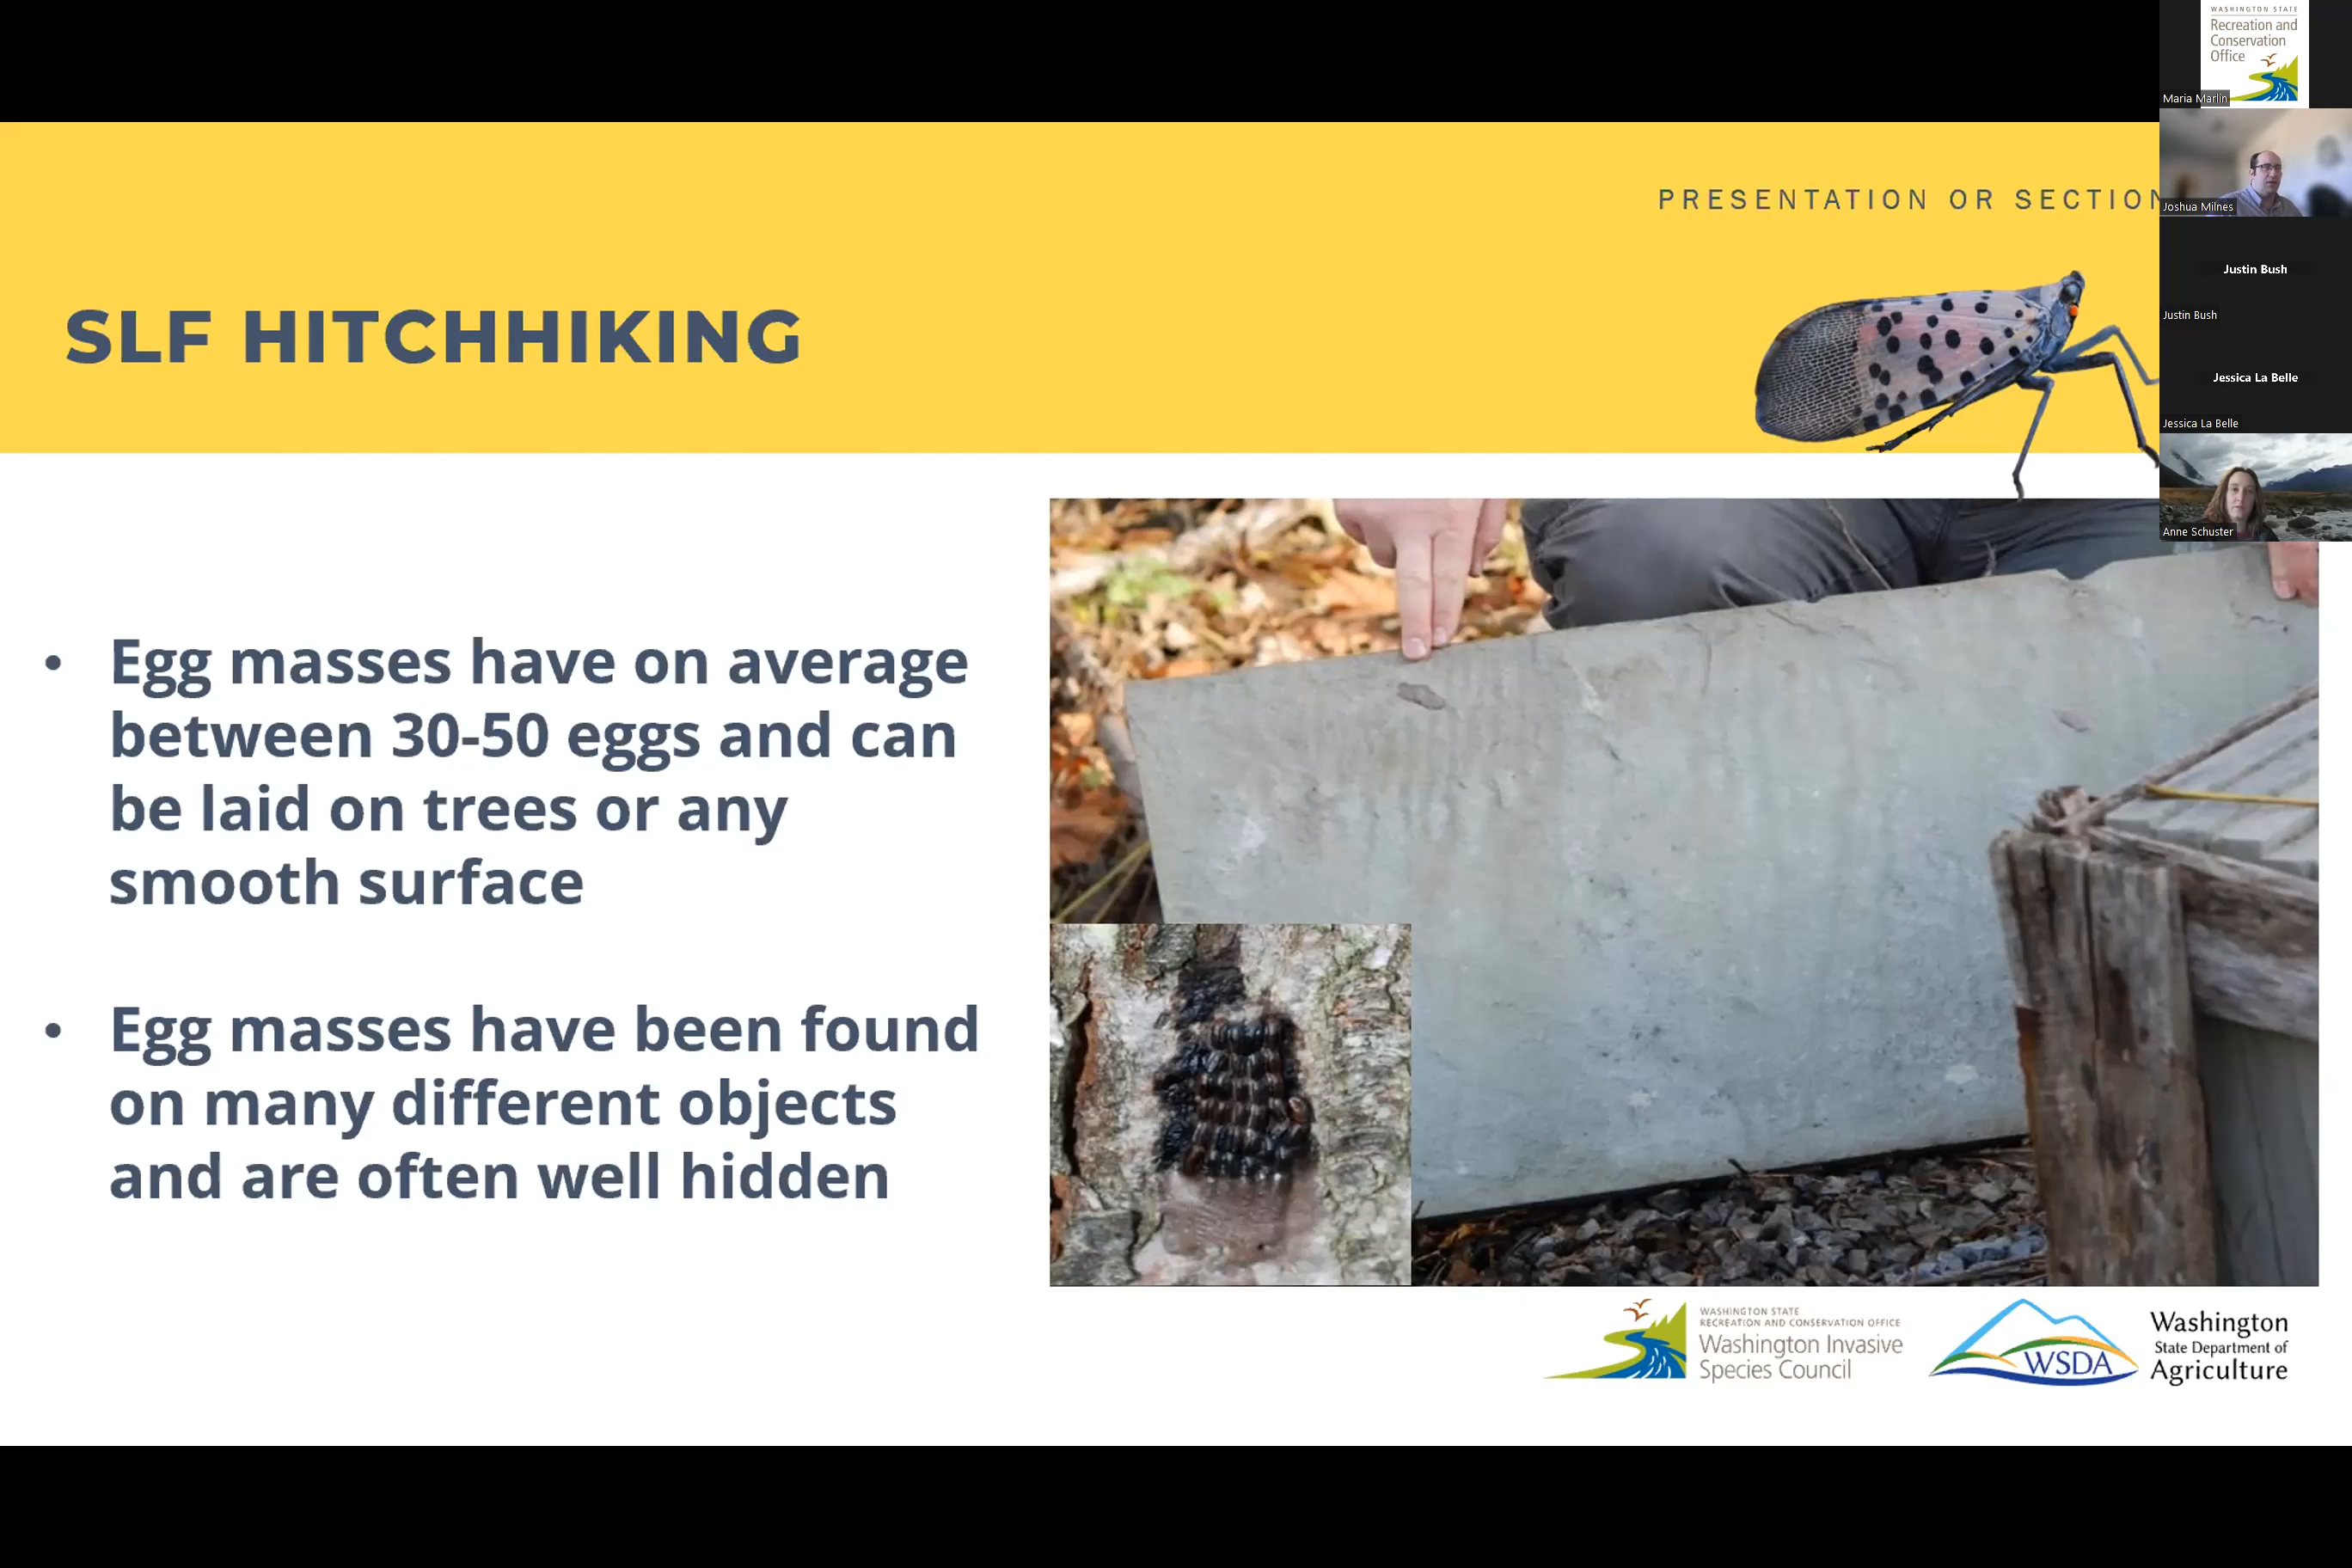 WASHINGTON STATE
Recreation and
Conservation
Office
Maria Marlin
PRESENTATION OR SECTION
Joshua Milnes
Justin Bush
Justin Bush
Jessica La Belle
Jessica La Belle
Anne Schuster
SLF HITCHHIKING
• Egg masses have on average
between 30-50 eggs and can
be laid on trees or any
smooth surface
• Egg masses have been found
on many different objects
and are often well hidden
WASHINGTON STATE
RECREATION AND CONSERVATION OFFICE
Washington Invasive
Species Council
WSDA
Washington
State Department of
Agriculture